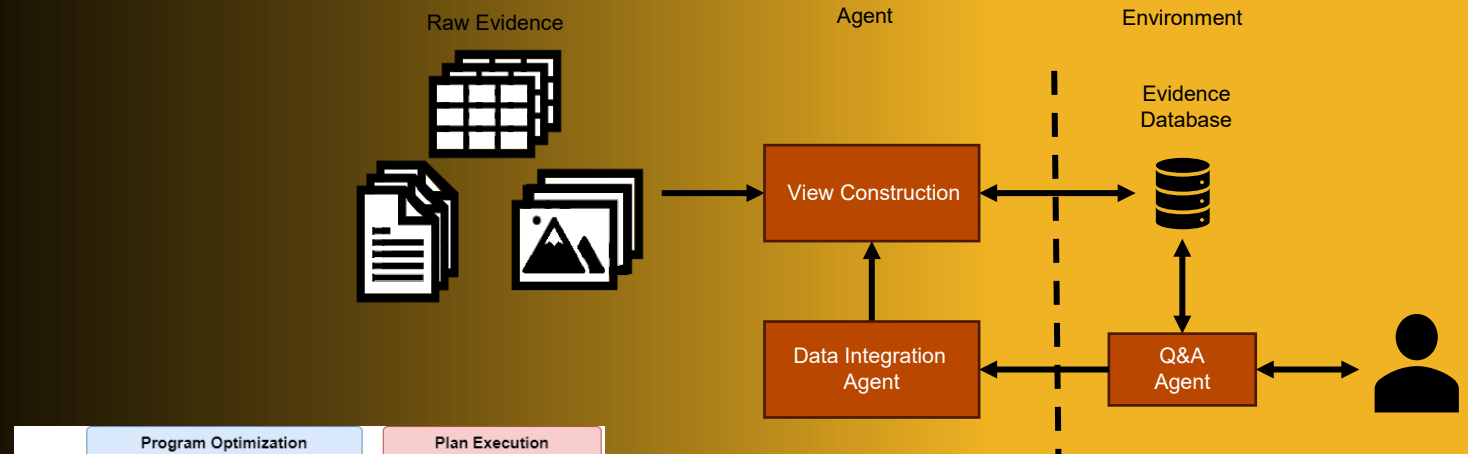 Raw Evidence
Agent
Environment
Evidence
Database
View Construction
Data Integration
Agent
Q&A
Agent
Program Optimization
Plan Execution